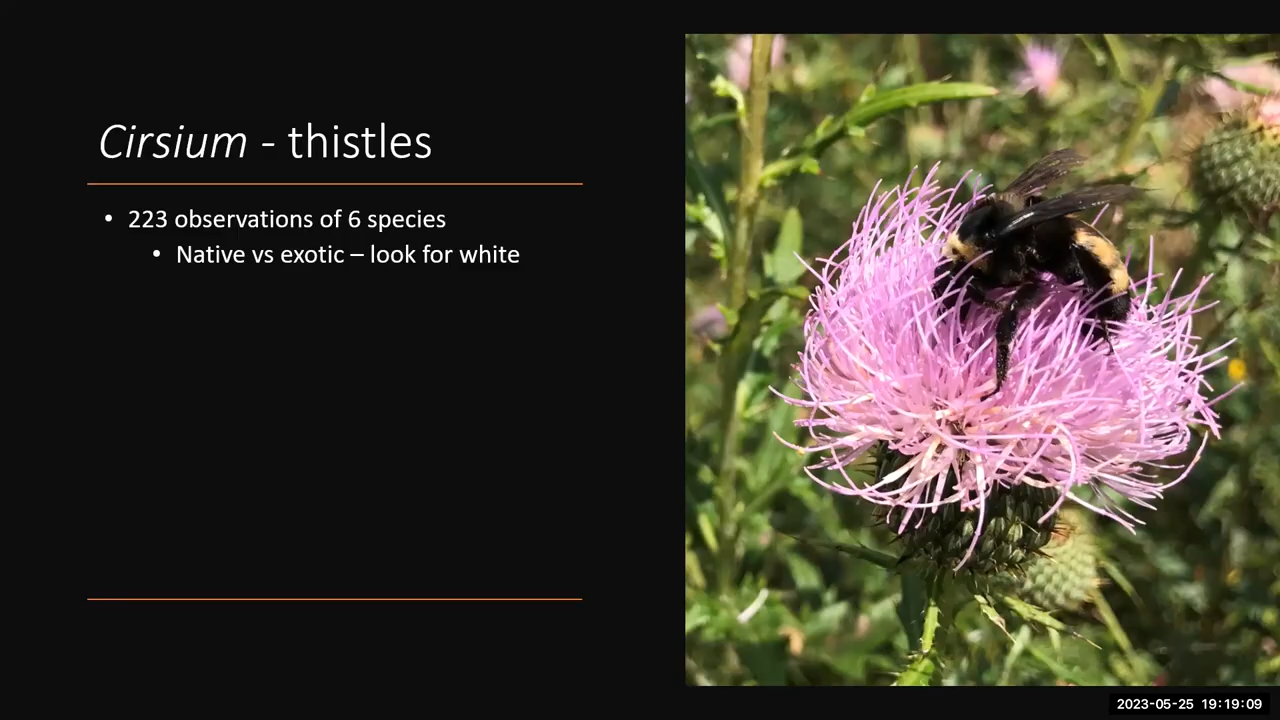 Cirsium - thistles
• 223 observations of 6 species
• Native vs exotic – look for white
2023-05-25 19:19:09